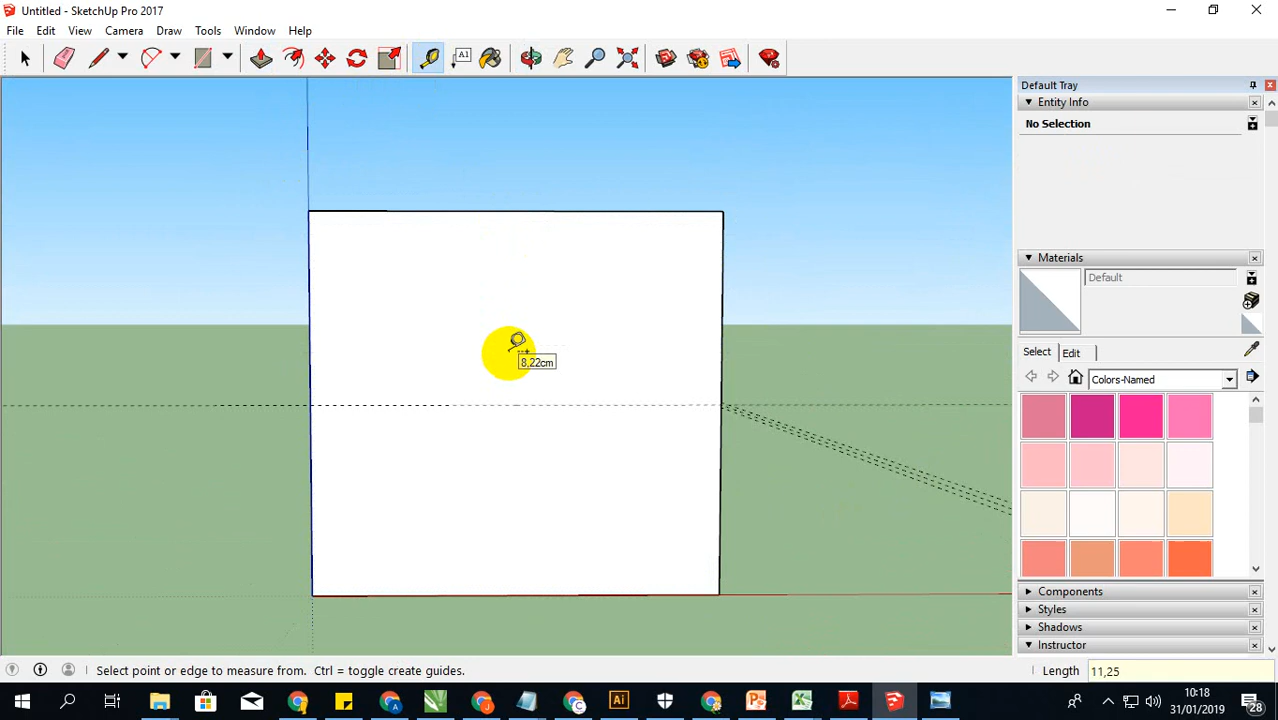 Untitled - SketchUp Pro 2017
File Edit View Camera Draw Tools Window Help
A1
Default Tray
Entity Info
No Selection
Materials
Default
Select Edit
Colors-Named
8,22cm
Components
Styles
Shadows
Instructor
Select point or edge to measure from. Ctrl = toggle create guides.
Length 11,25
10:18
31/01/2019
28